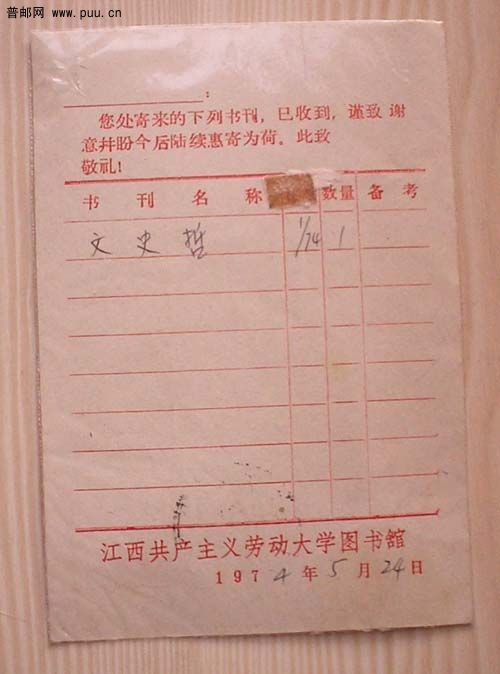 普邮网 www.puu.cn
：
您处寄来的下列书刊，已收到，谨致 谢
意并盼今后陆续惠寄为荷。此致
敬礼！
书 刊 名 称 数量 备 考
文史哲 1/74 1
江西共产主义劳动大学图书馆
1974年5月24日